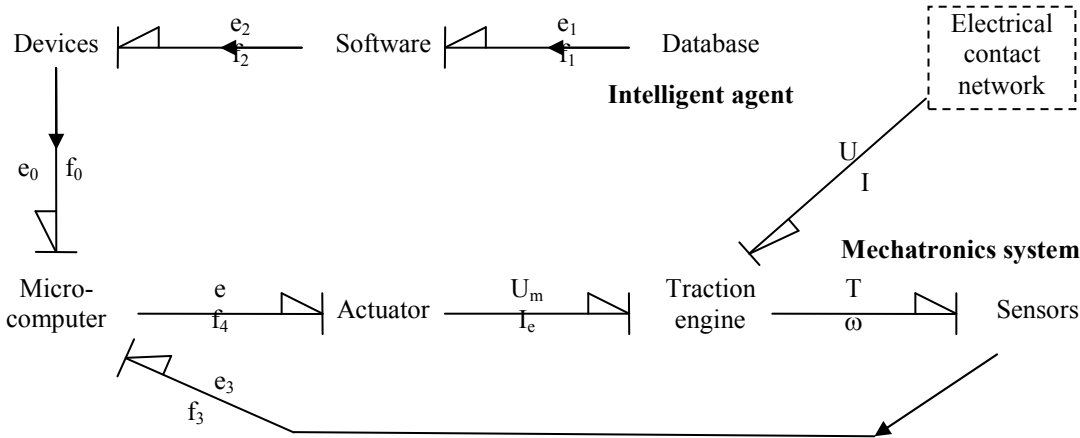 Devices
e₂
f₂
Software
e₁
f₁
Database
Electrical
contact
network
Intelligent agent
e₀
f₀
U
I
Mechatronics system
Micro-
computer
e
f₄
Actuator
Uₘ
Iₑ
Traction
engine
T
ω
Sensors
e₃
f₃